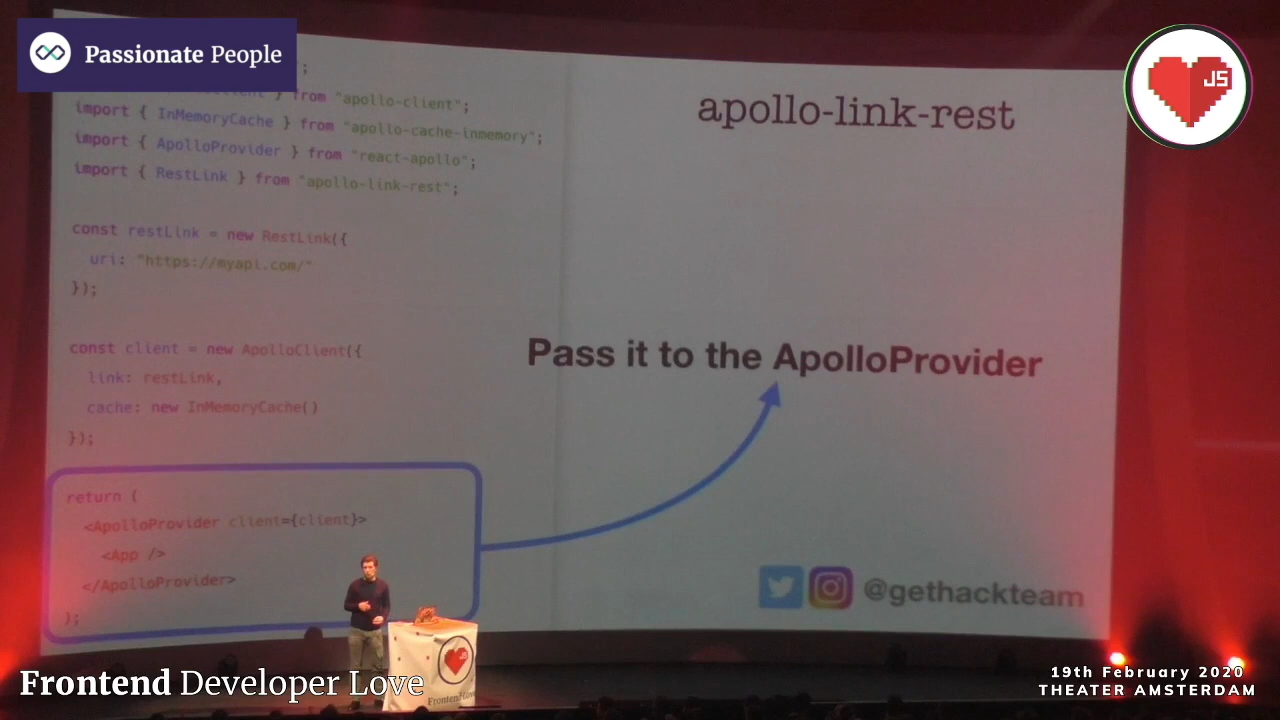 Passionate People
JS
apollo-link-rest
;
} from "apollo-client";
import { InMemoryCache } from "apollo-cache-inmemory";
import { ApolloProvider } from "react-apollo";
import { RestLink } from "apollo-link-rest";
const restLink = new RestLink({
uri: "https://myapi.com/"
});
const client = new ApolloClient({
link: restLink,
cache: new InMemoryCache()
});
return (
<ApolloProvider client={client}>
<App />
</ApolloProvider>
);
Pass it to the ApolloProvider
@gethackteam
Frontend Developer Love
19th February 2020
THEATER AMSTERDAM